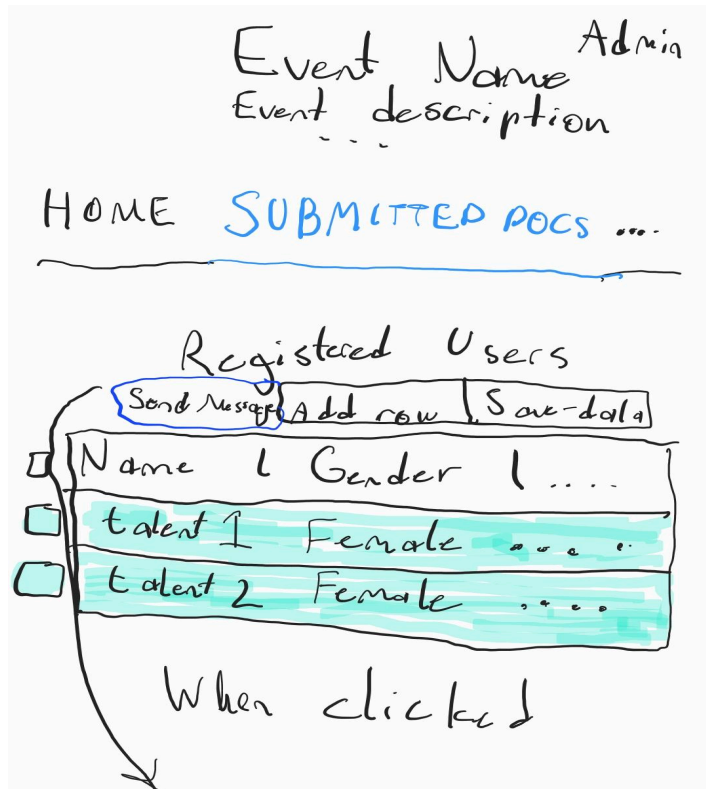 Admin
Event Name
Event description
...
HOME SUBMITTED DOCS ....
Registered Users
Send Message Add row | Save-data
Name | Gender | ....
talent 1 Female ....
talent 2 Female ....
When clicked